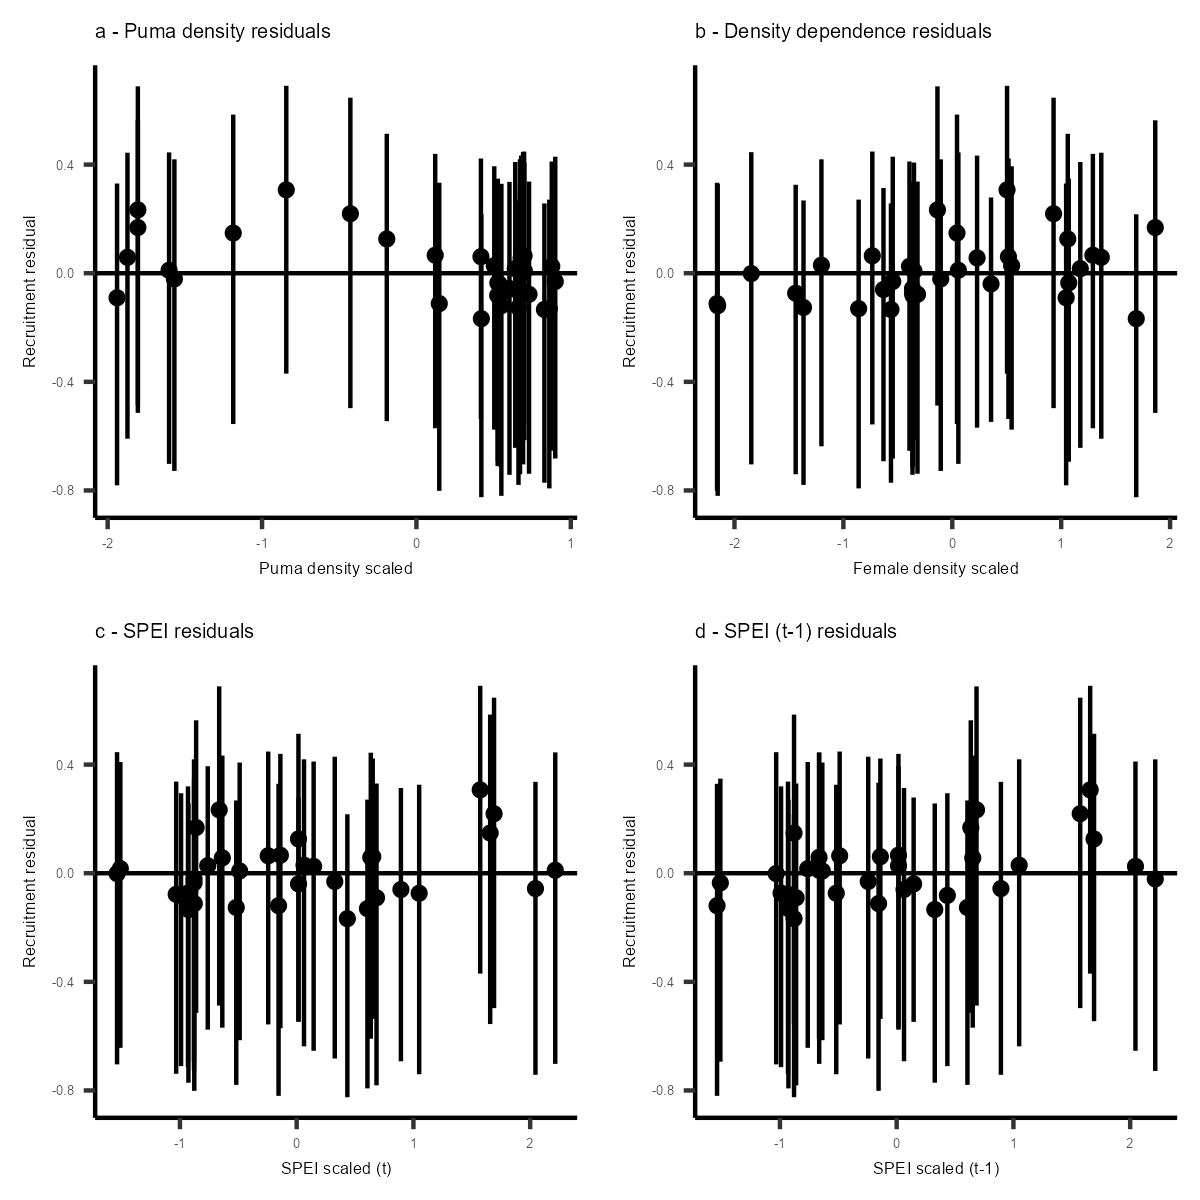 a - Puma density residuals
Recruitment residual
0.4
0.0
-0.4
-0.8
-2
-1
0
1
Puma density scaled
b - Density dependence residuals
Recruitment residual
0.4
0.0
-0.4
-0.8
-2
-1
0
1
2
Female density scaled
c - SPEI residuals
Recruitment residual
0.4
0.0
-0.4
-0.8
-1
0
1
2
SPEI scaled (t)
d - SPEI (t-1) residuals
Recruitment residual
0.4
0.0
-0.4
-0.8
-1
0
1
2
SPEI scaled (t-1)